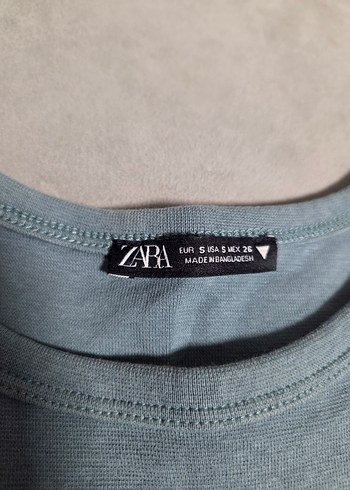 ZARA
EUR S USA S MEX 26
MADE IN BANGLADESH